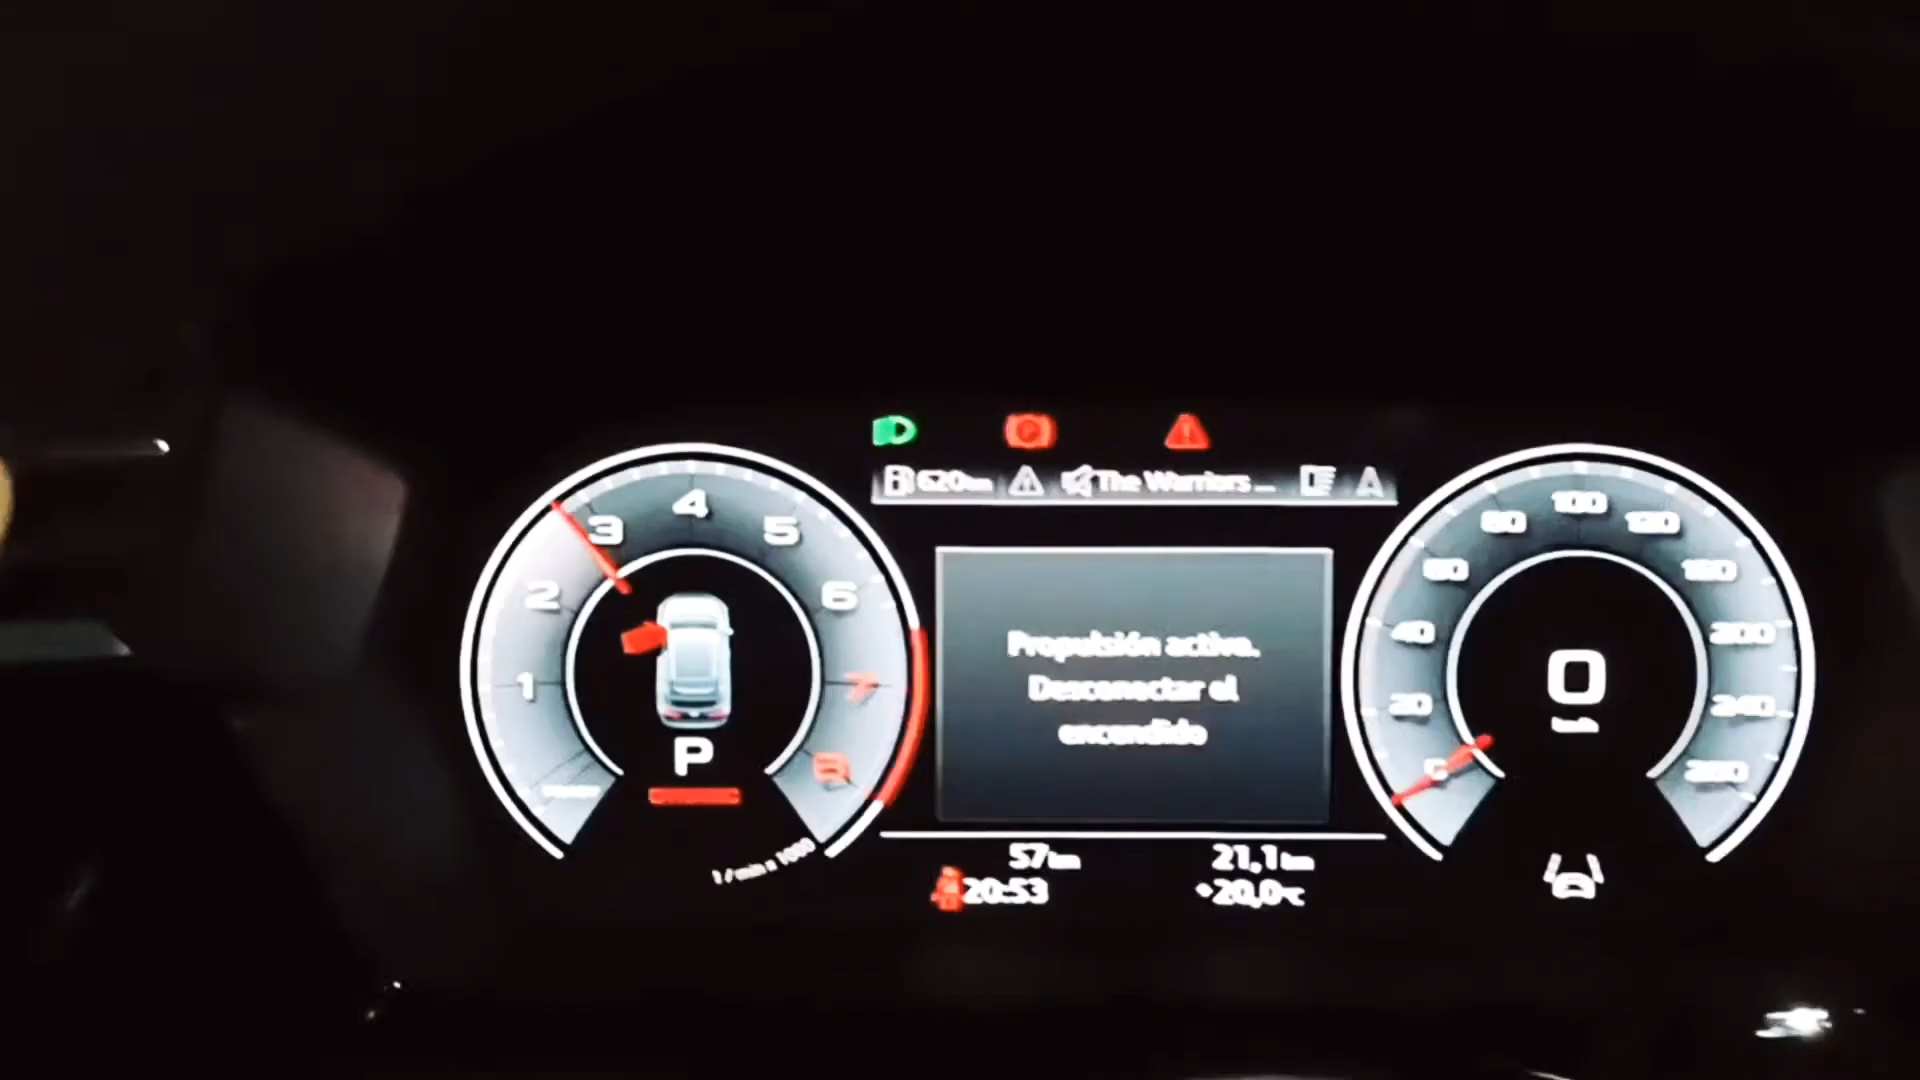 620km The Warriors ...
1 2 3 4 5 6 7 8
P
1 / min x 1000
Propulsión activa.
Desconectar el
encendido
0 20 40 60 80 100 120 160 200 240 280
0
km
57km 21,1km
20:53 +20,0°C